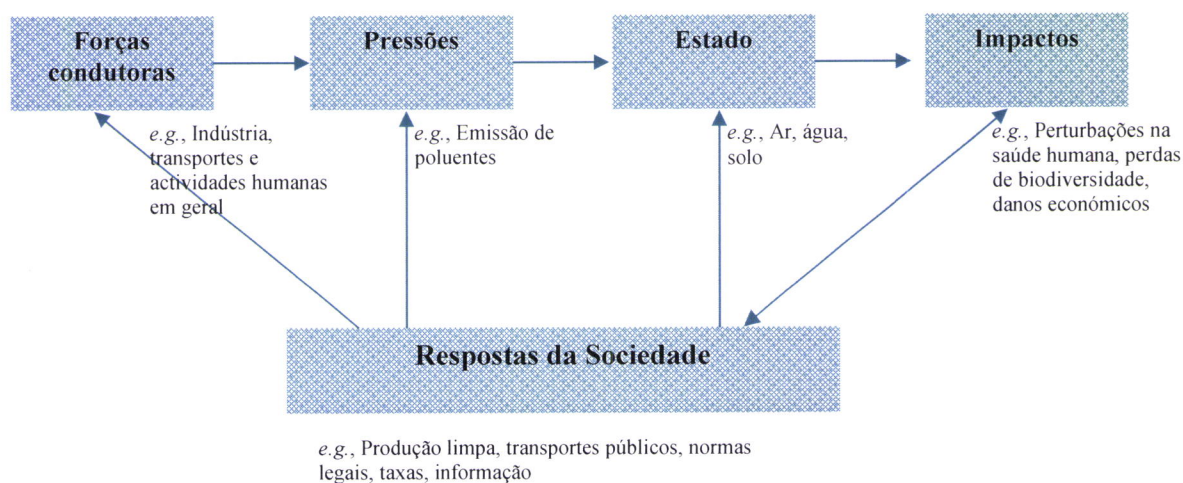 Forças
condutoras
Pressões
Estado
Impactos
e.g., Indústria,
transportes e
actividades humanas
em geral
e.g., Emissão de
poluentes
e.g., Ar, água,
solo
e.g., Perturbações na
saúde humana, perdas
de biodiversidade,
danos económicos
Respostas da Sociedade
e.g., Produção limpa, transportes públicos, normas
legais, taxas, informação